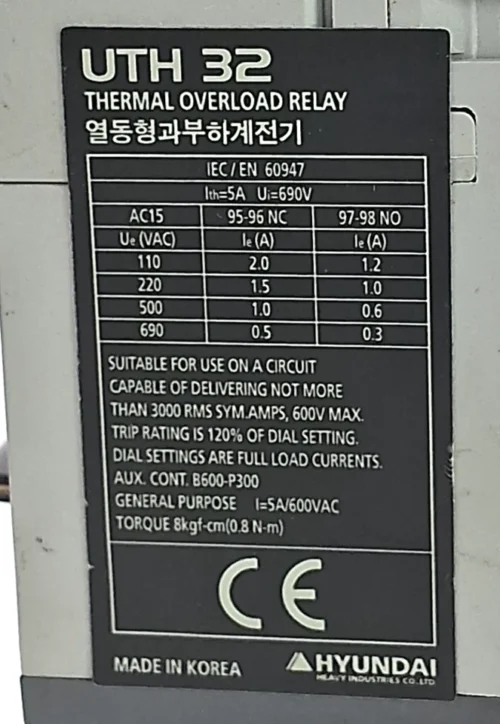 UTH 32
THERMAL OVERLOAD RELAY
열동형과부하계전기
IEC/EN 60947
Ith=5A Ui=690V
AC15 95-96 NC 97-98 NO
Ue (VAC) Ie (A) Ie (A)
110 2.0 1.2
220 1.5 1.0
500 1.0 0.6
690 0.5 0.3
SUITABLE FOR USE ON A CIRCUIT
CAPABLE OF DELIVERING NOT MORE
THAN 3000 RMS SYM.AMPS, 600V MAX.
TRIP RATING IS 120% OF DIAL SETTING.
DIAL SETTINGS ARE FULL LOAD CURRENTS.
AUX. CONT. B600-P300
GENERAL PURPOSE I=5A/600VAC
TORQUE 8kgf-cm(0.8 N-m)
CE
MADE IN KOREA HYUNDAI
HEAVY INDUSTRIES CO.,LTD